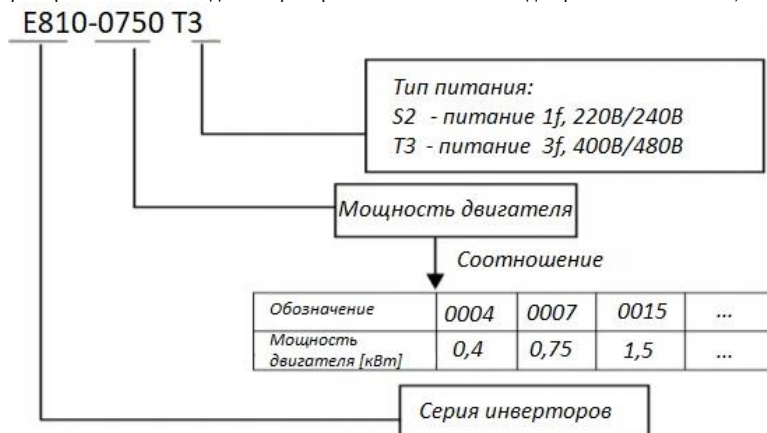 E810-0750 T3
Тип питания:
S2 - питание 1f, 220В/240В
T3 - питание 3f, 400В/480В
Мощность двигателя
Соотношение
Обозначение 0004 0007 0015 ...
Мощность
двигателя [кВт] 0,4 0,75 1,5 ...
Серия инверторов